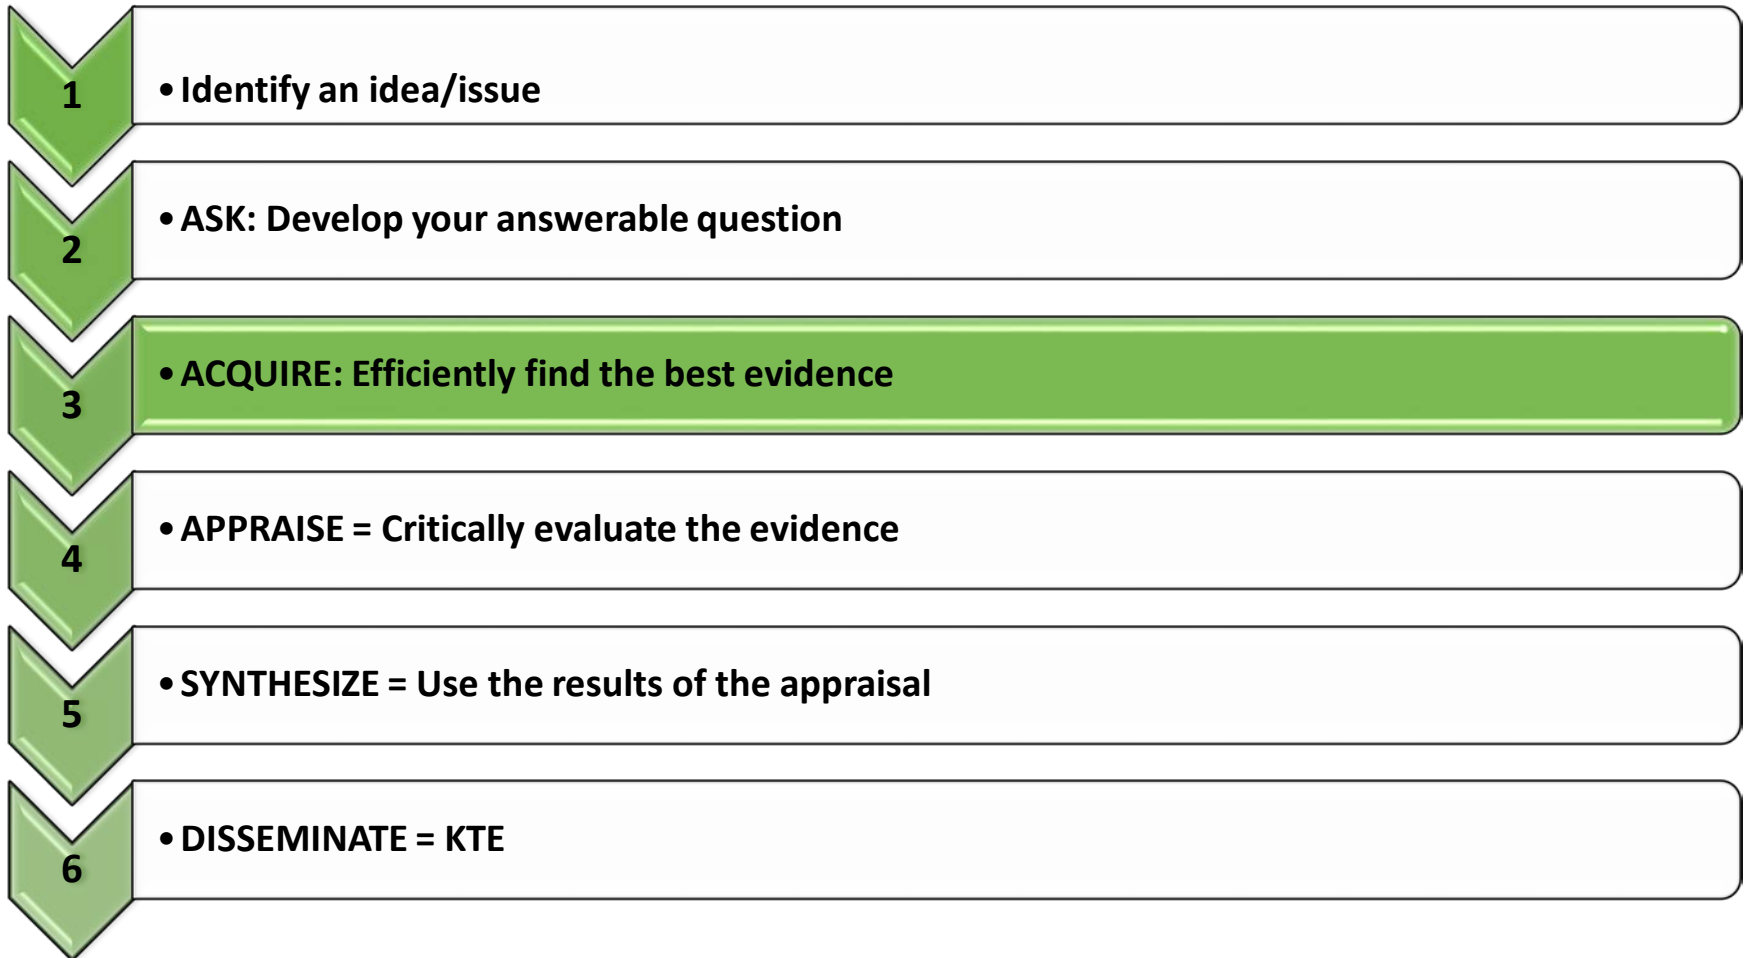 1
• Identify an idea/issue
2
• ASK: Develop your answerable question
3
• ACQUIRE: Efficiently find the best evidence
4
• APPRAISE = Critically evaluate the evidence
5
• SYNTHESIZE = Use the results of the appraisal
6
• DISSEMINATE = KTE